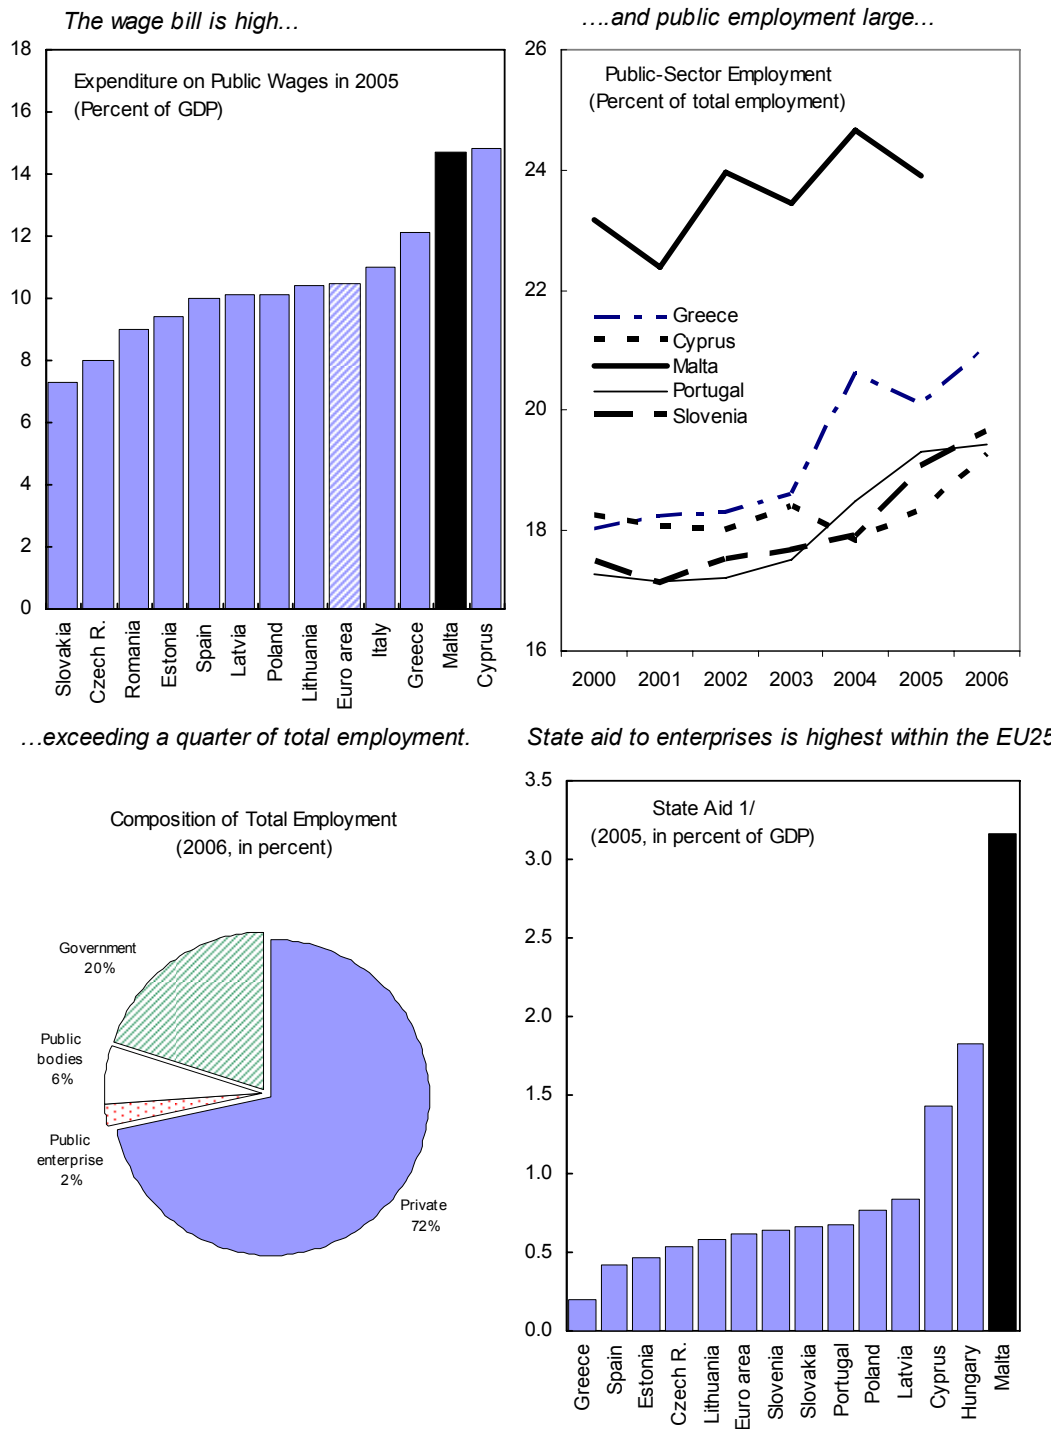 The wage bill is high…
….and public employment large…
18
16
14
12
10
8
6
4
2
0
Expenditure on Public Wages in 2005
(Percent of GDP)
Slovakia
Czech R.
Romania
Estonia
Spain
Latvia
Poland
Lithuania
Euro area
Italy
Greece
Malta
Cyprus
26
24
22
20
18
16
Public-Sector Employment
(Percent of total employment)
Greece
Cyprus
Malta
Portugal
Slovenia
2000 2001 2002 2003 2004 2005 2006
…exceeding a quarter of total employment.
State aid to enterprises is highest within the EU25
Composition of Total Employment
(2006, in percent)
Government
20%
Public
bodies
6%
Public
enterprise
2%
Private
72%
3.5
3.0
2.5
2.0
1.5
1.0
0.5
0.0
State Aid 1/
(2005, in percent of GDP)
Greece
Spain
Estonia
Czech R.
Lithuania
Euro area
Slovenia
Slovakia
Portugal
Poland
Latvia
Cyprus
Hungary
Malta